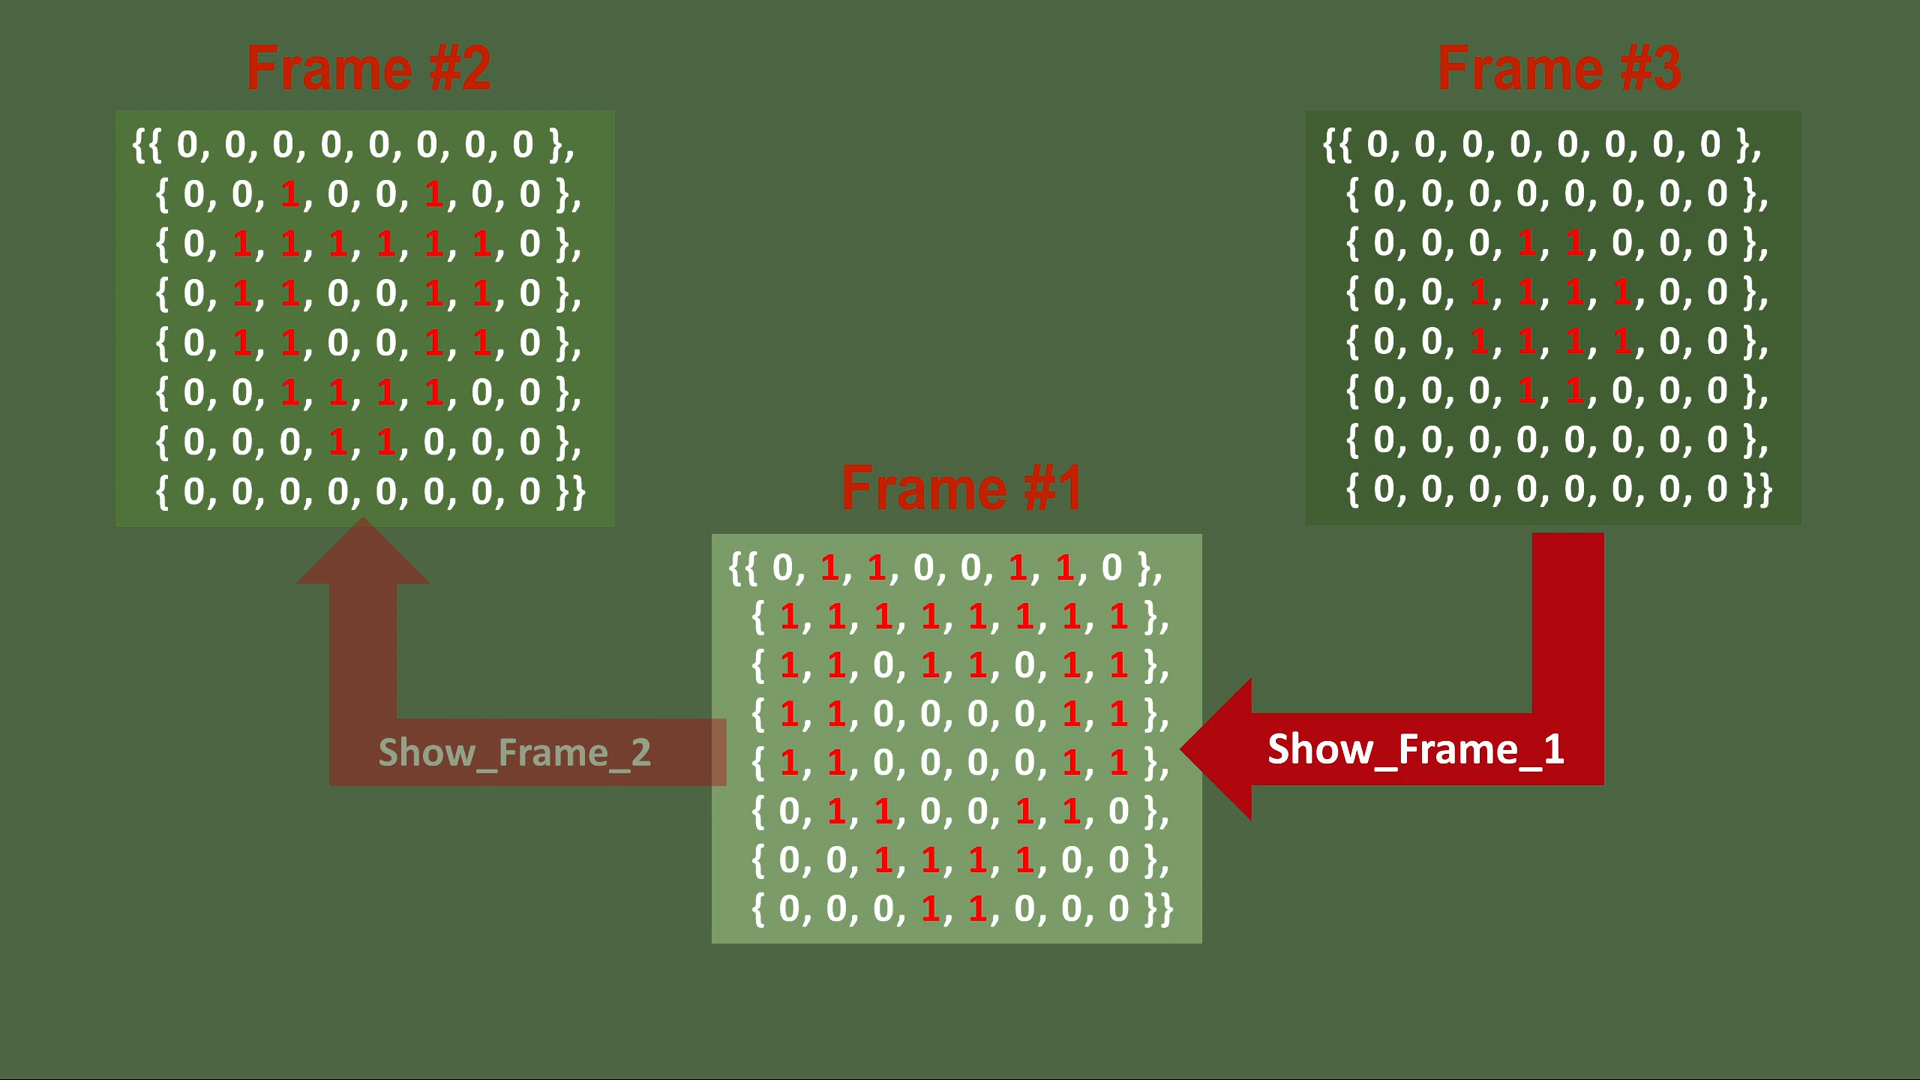 Frame #2
{{ 0, 0, 0, 0, 0, 0, 0, 0 },
{ 0, 0, 1, 0, 0, 1, 0, 0 },
{ 0, 1, 1, 1, 1, 1, 1, 0 },
{ 0, 1, 1, 0, 0, 1, 1, 0 },
{ 0, 1, 1, 0, 0, 1, 1, 0 },
{ 0, 0, 1, 1, 1, 1, 0, 0 },
{ 0, 0, 0, 1, 1, 0, 0, 0 },
{ 0, 0, 0, 0, 0, 0, 0, 0 }}
Frame #3
{{ 0, 0, 0, 0, 0, 0, 0, 0 },
{ 0, 0, 0, 0, 0, 0, 0, 0 },
{ 0, 0, 0, 1, 1, 0, 0, 0 },
{ 0, 0, 1, 1, 1, 1, 0, 0 },
{ 0, 0, 1, 1, 1, 1, 0, 0 },
{ 0, 0, 0, 1, 1, 0, 0, 0 },
{ 0, 0, 0, 0, 0, 0, 0, 0 },
{ 0, 0, 0, 0, 0, 0, 0, 0 }}
Frame #1
{{ 0, 1, 1, 0, 0, 1, 1, 0 },
{ 1, 1, 1, 1, 1, 1, 1, 1 },
{ 1, 1, 0, 1, 1, 0, 1, 1 },
{ 1, 1, 0, 0, 0, 0, 1, 1 },
{ 1, 1, 0, 0, 0, 0, 1, 1 },
{ 0, 1, 1, 0, 0, 1, 1, 0 },
{ 0, 0, 1, 1, 1, 1, 0, 0 },
{ 0, 0, 0, 1, 1, 0, 0, 0 }}
Show_Frame_2
Show_Frame_1